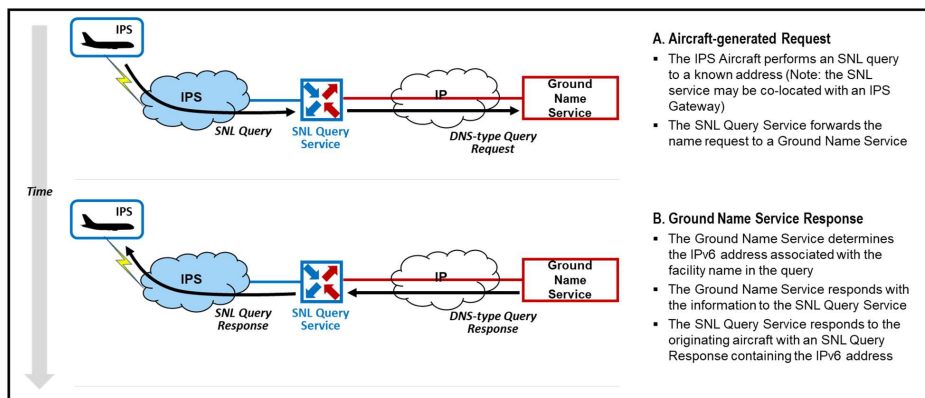 IPS
IPS
SNL Query
SNL Query
Service
IP
DNS-type Query
Request
Ground
Name
Service
A. Aircraft-generated Request
▪ The IPS Aircraft performs an SNL query
to a known address (Note: the SNL
service may be co-located with an IPS
Gateway)
▪ The SNL Query Service forwards the
name request to a Ground Name Service
Time
IPS
IPS
SNL Query
Response
SNL Query
Service
IP
DNS-type Query
Response
Ground
Name
Service
B. Ground Name Service Response
▪ The Ground Name Service determines
the IPv6 address associated with the
facility name in the query
▪ The Ground Name Service responds with
the information to the SNL Query Service
▪ The SNL Query Service responds to the
originating aircraft with an SNL Query
Response containing the IPv6 address